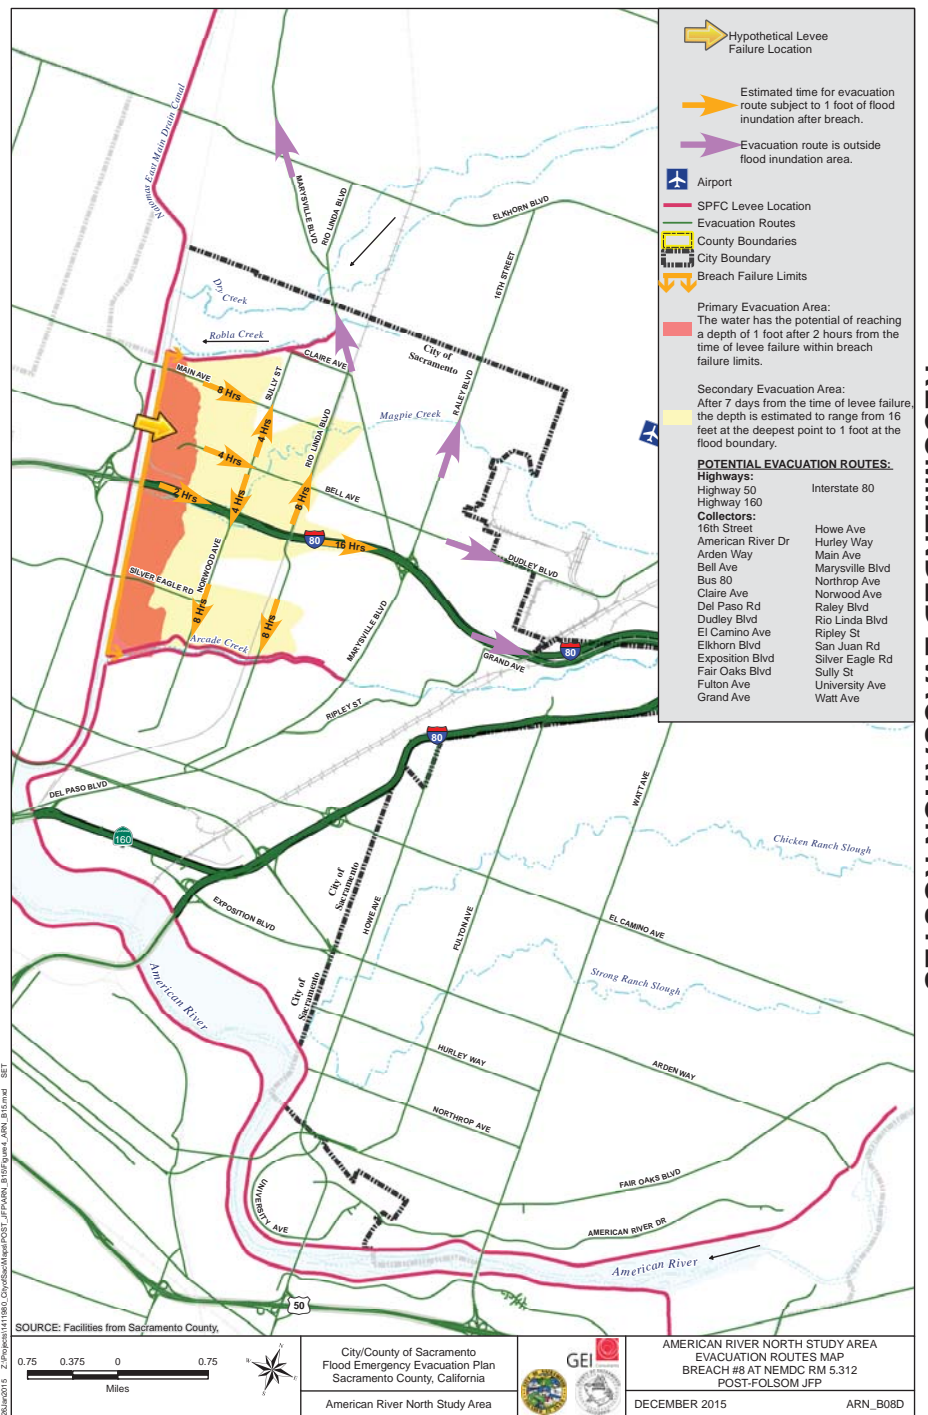 Hypothetical Levee
Failure Location
Estimated time for evacuation
route subject to 1 foot of flood
inundation after breach.
Evacuation route is outside
flood inundation area.
Airport
SPFC Levee Location
Evacuation Routes
County Boundaries
City Boundary
Breach Failure Limits
Primary Evacuation Area:
The water has the potential of reaching
a depth of 1 foot after 2 hours from the
time of levee failure within breach
failure limits.
Secondary Evacuation Area:
After 7 days from the time of levee failure,
the depth is estimated to range from 16
feet at the deepest point to 1 foot at the
flood boundary.
POTENTIAL EVACUATION ROUTES:
Highways:
Highway 50
Highway 160
Interstate 80
Collectors:
16th Street
American River Dr
Arden Way
Bell Ave
Bus 80
Claire Ave
Del Paso Rd
Dudley Blvd
El Camino Ave
Elkhorn Blvd
Exposition Blvd
Fair Oaks Blvd
Fulton Ave
Grand Ave
Howe Ave
Hurley Way
Main Ave
Marysville Blvd
Northrop Ave
Norwood Ave
Raley Blvd
Rio Linda Blvd
Ripley St
San Juan Rd
Silver Eagle Rd
Sully St
University Ave
Watt Ave
Natomas East Main Drain Canal
MARYSVILLE BLVD
RIO LINDA BLVD
ELKHORN BLVD
16TH STREET
Dry
Creek
Robla Creek
City of
Sacramento
CLAIRE AVE
MAIN AVE
8 Hrs
SULLY ST
RALEY BLVD
Magpie Creek
4 Hrs
RIO LINDA BLVD
4 Hrs
BELL AVE
2 Hrs
4 Hrs
8 Hrs
80
16 Hrs
DUDLEY BLVD
NORWOOD AVE
SILVER EAGLE RD
8 Hrs
8 Hrs
MARYSVILLE BLVD
Arcade Creek
80
GRAND AVE
RIPLEY ST
80
DEL PASO BLVD
WATT AVE
160
Chicken Ranch Slough
City of
Sacramento
EXPOSITION BLVD
HOWE AVE
FULTON AVE
EL CAMINO AVE
American River
City of
Sacramento
Strong Ranch Slough
HURLEY WAY
ARDEN WAY
NORTHROP AVE
FAIR OAKS BLVD
UNIVERSITY AVE
AMERICAN RIVER DR
American River
50
SOURCE: Facilities from Sacramento County,
0.75 0.375 0 0.75
Miles
N
E
S
W
City/County of Sacramento
Flood Emergency Evacuation Plan
Sacramento County, California
American River North Study Area
GEI
AMERICAN RIVER NORTH STUDY AREA
EVACUATION ROUTES MAP
BREACH #8 AT NEMDC RM 5.312
POST-FOLSOM JFP
DECEMBER 2015 ARN_B08D